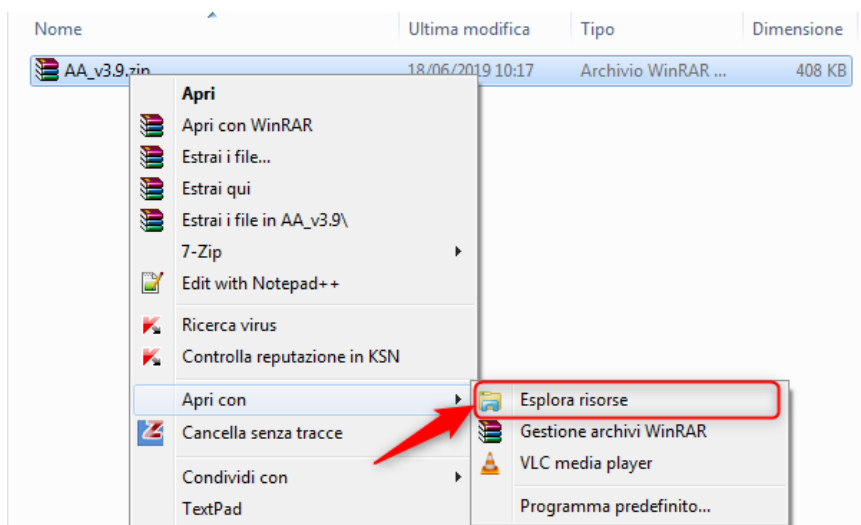 Nome Ultima modifica Tipo Dimensione
AA_v3.9.zip 18/06/2019 10:17 Archivio WinRAR ... 408 KB
Apri
Apri con WinRAR
Estrai i file...
Estrai qui
Estrai i file in AA_v3.9\
7-Zip
Edit with Notepad++
Ricerca virus
Controlla reputazione in KSN
Apri con
Esplora risorse
Cancella senza tracce
Gestione archivi WinRAR
VLC media player
Condividi con
TextPad
Programma predefinito...